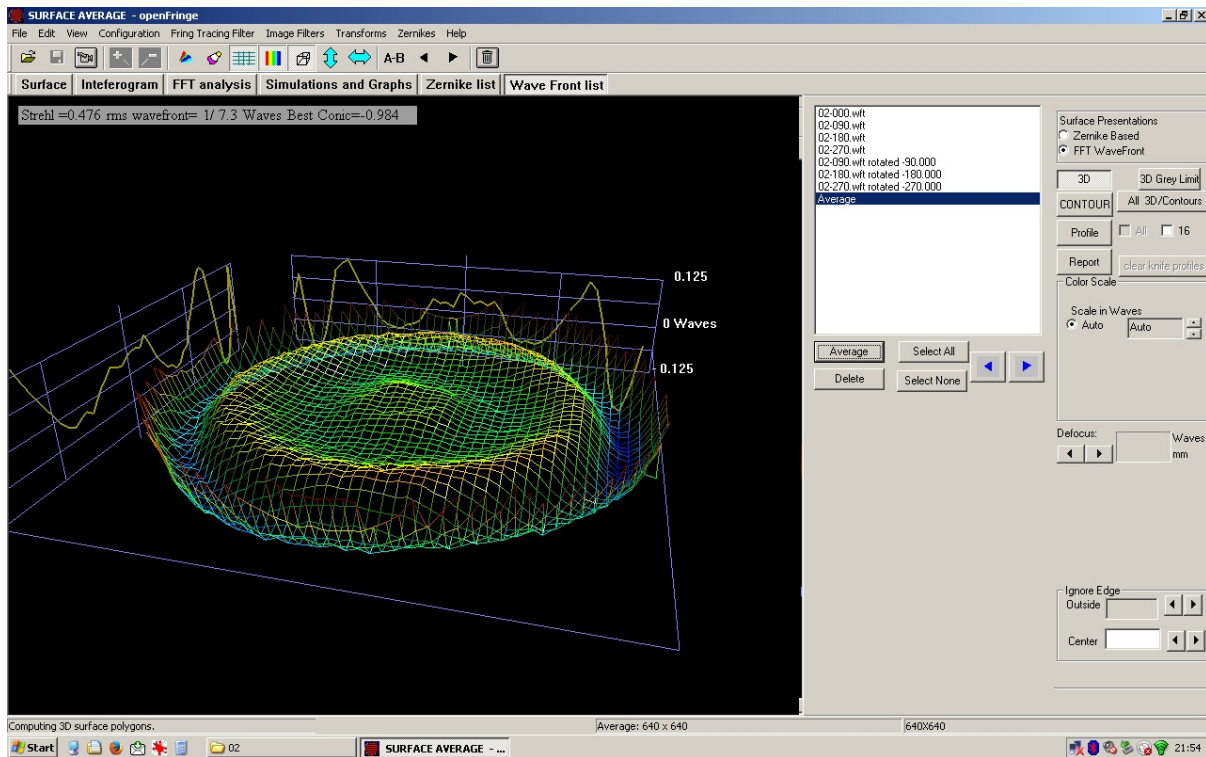 SURFACE AVERAGE - openFringe
File Edit View Configuration Fring Tracing Filter Image Filters Transforms Zernikes Help
A-B
Surface Inteferogram FFT analysis Simulations and Graphs Zernike list Wave Front list
Strehl =0.476 rms wavefront= 1/ 7.3 Waves Best Conic=-0.984
0.125
0 Waves
0.125
02-000.wft
02-090.wft
02-180.wft
02-270.wft
02-090.wft rotated -90.000
02-180.wft rotated -180.000
02-270.wft rotated -270.000
Average
Average Select All
Delete Select None
Surface Presentations
Zernike Based
FFT WaveFront
3D 3D Grey Limit
CONTOUR All 3D/Contours
Profile All 16
Report clear knife profiles
Color Scale
Scale in Waves
Auto Auto
Defocus: Waves
mm
Ignore Edge
Outside
Center
Computing 3D surface polygons. Average: 640 x 640 640X640
Start 02 SURFACE AVERAGE - ... 21:54